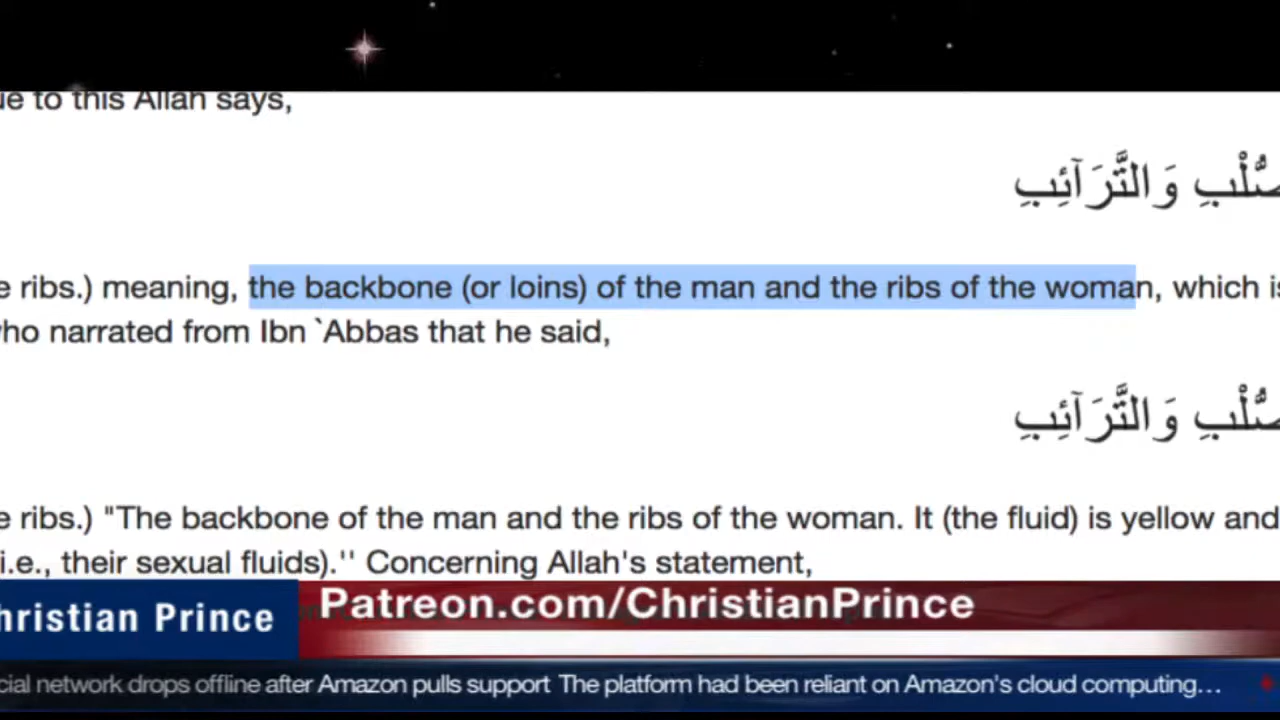 ue to this Allah says,
صُّلْبِ وَالتَّرَآئِبِ
e ribs.) meaning, the backbone (or loins) of the man and the ribs of the woman, which is
who narrated from Ibn `Abbas that he said,
صُّلْبِ وَالتَّرَآئِبِ
e ribs.) "The backbone of the man and the ribs of the woman. It (the fluid) is yellow and
i.e., their sexual fluids).'' Concerning Allah's statement,
hristian Prince
Patreon.com/ChristianPrince
cial network drops offline after Amazon pulls support The platform had been reliant on Amazon's cloud computing...